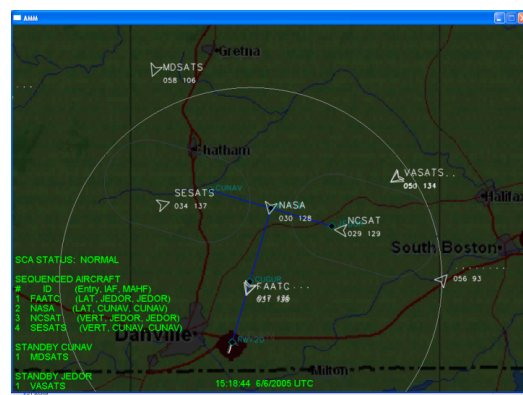 AMM
Gretna
MDSATS
058 106
Chatham
VASATS..
050 134
CUNAV
SESATS
034 137
NASA
030 128
NCSAT
029 129
Halifax
South Boston
........
056 93
SCA STATUS: NORMAL
SEQUENCED AIRCRAFT
# ID (Entry, IAF, MAHF)
1 FAATC (LAT, JEDOR, JEDOR)
2 NASA (LAT, CUNAV, CUNAV)
3 NCSAT (VERT, JEDOR, JEDOR)
4 SESATS (VERT, CUNAV, CUNAV)
FAATC...
Danville
RWY20
STANDBY CUNAV
1 MDSATS
Milton
STANDBY JEDOR
1 VASATS
15:18:44 6/6/2005 UTC